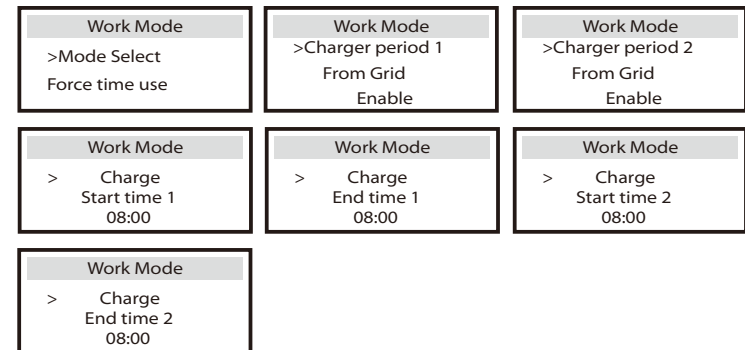 Work Mode
>Mode Select
Force time use
Work Mode
>Charger period 1
From Grid
Enable
Work Mode
>Charger period 2
From Grid
Enable
Work Mode
> Charge
Start time 1
08:00
Work Mode
> Charge
End time 1
08:00
Work Mode
> Charge
Start time 2
08:00
Work Mode
> Charge
End time 2
08:00